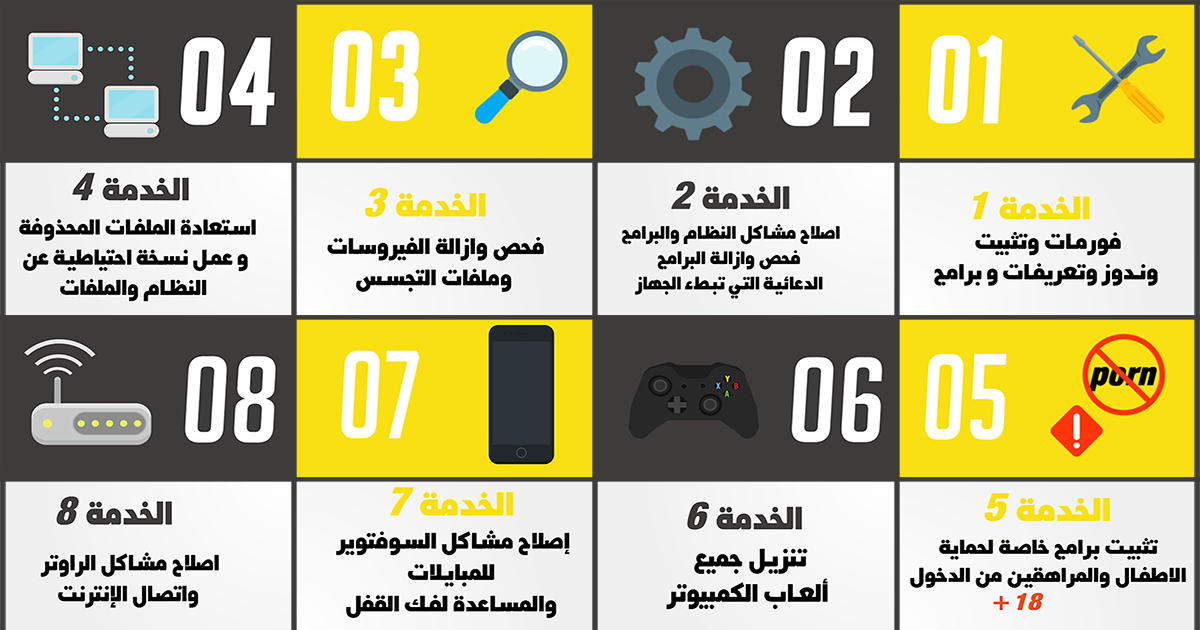 01
الخدمة 1
فورمات وتثبيت
وندوز وتعريفات و برامج
02
الخدمة 2
اصلاح مشاكل النظام والبرامج
فحص وازالة البرامج
الدعائية التي تبطء الجهاز
03
الخدمة 3
فحص وازالة الفيروسات
وملفات التجسس
04
الخدمة 4
استعادة الملفات المحذوفة
و عمل نسخة احتياطية عن
النظام والملفات
05
porn
!
الخدمة 5
تثبيت برامج خاصة لحماية
الاطفال والمراهقين من الدخول
+ 18
06
Y
X B
A
الخدمة 6
تنزيل جميع
ألعاب الكمبيوتر
07
الخدمة 7
إصلاح مشاكل السوفتوير
للمبايلات
والمساعدة لفك القفل
08
الخدمة 8
اصلاح مشاكل الراوتر
واتصال الإنترنت